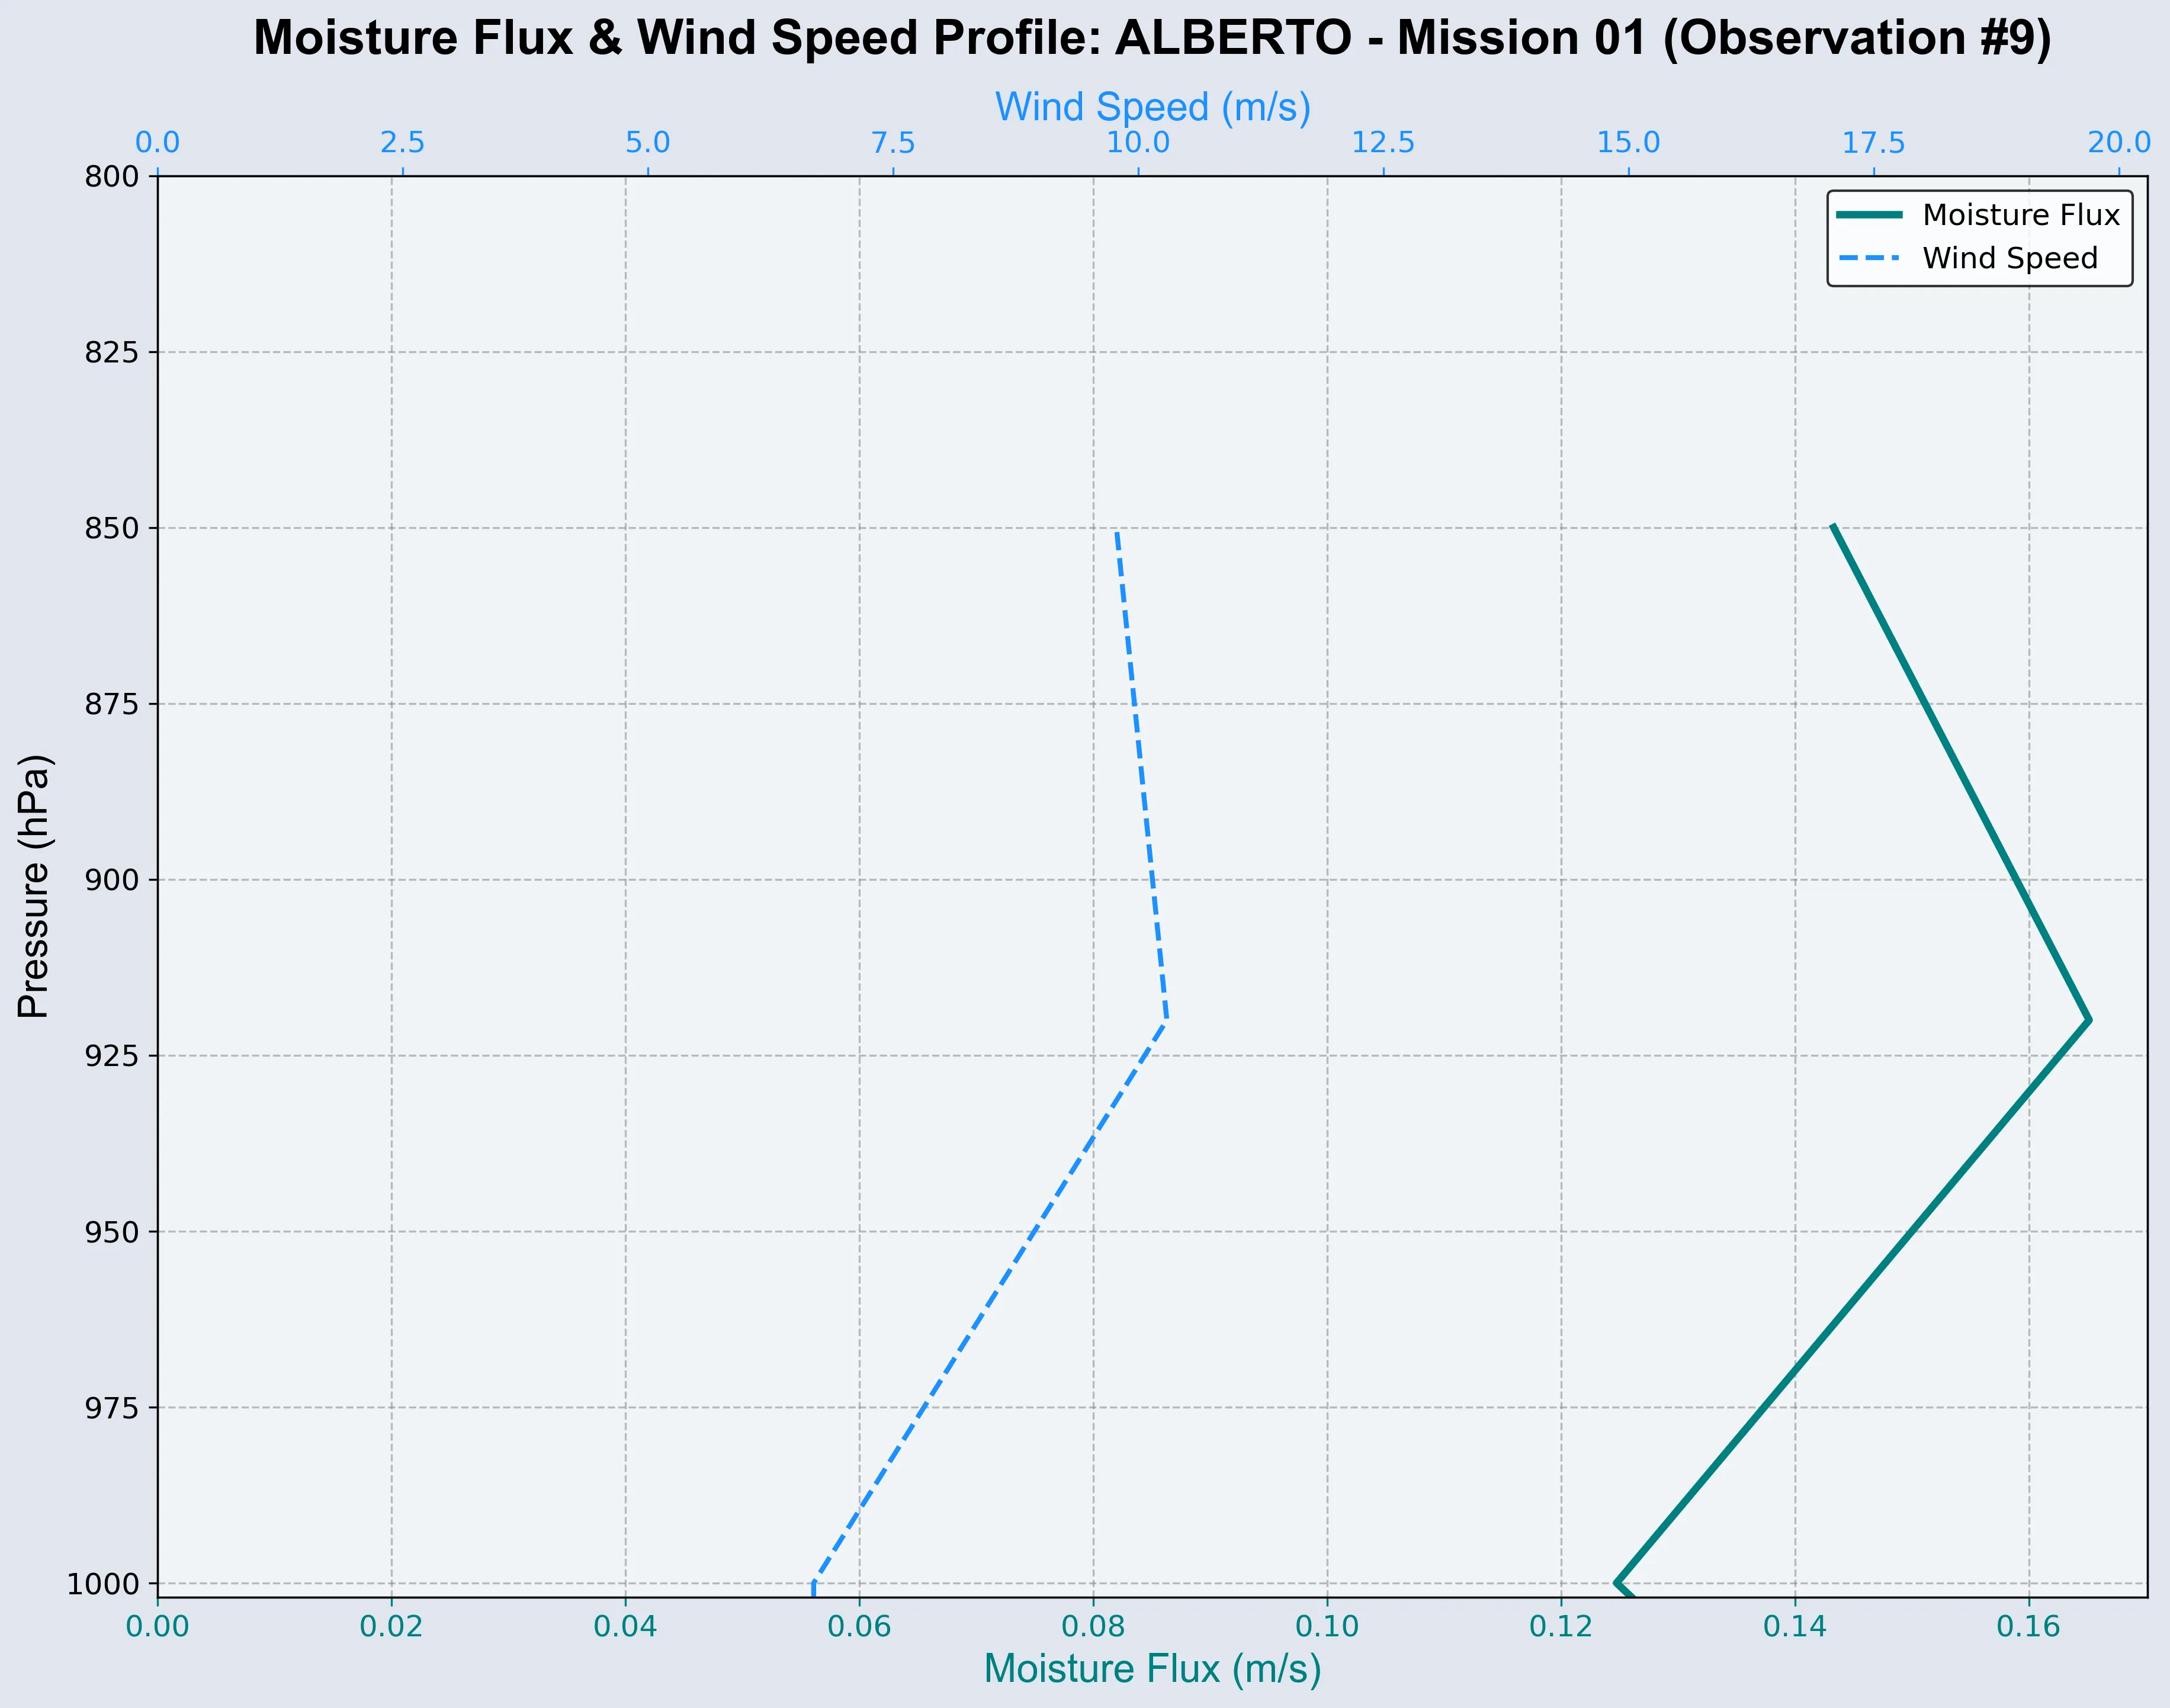 Moisture Flux & Wind Speed Profile: ALBERTO - Mission 01 (Observation #9)
Wind Speed (m/s)
0.0 2.5 5.0 7.5 10.0 12.5 15.0 17.5 20.0
Moisture Flux
Wind Speed
Pressure (hPa)
800
825
850
875
900
925
950
975
1000
0.00 0.02 0.04 0.06 0.08 0.10 0.12 0.14 0.16
Moisture Flux (m/s)